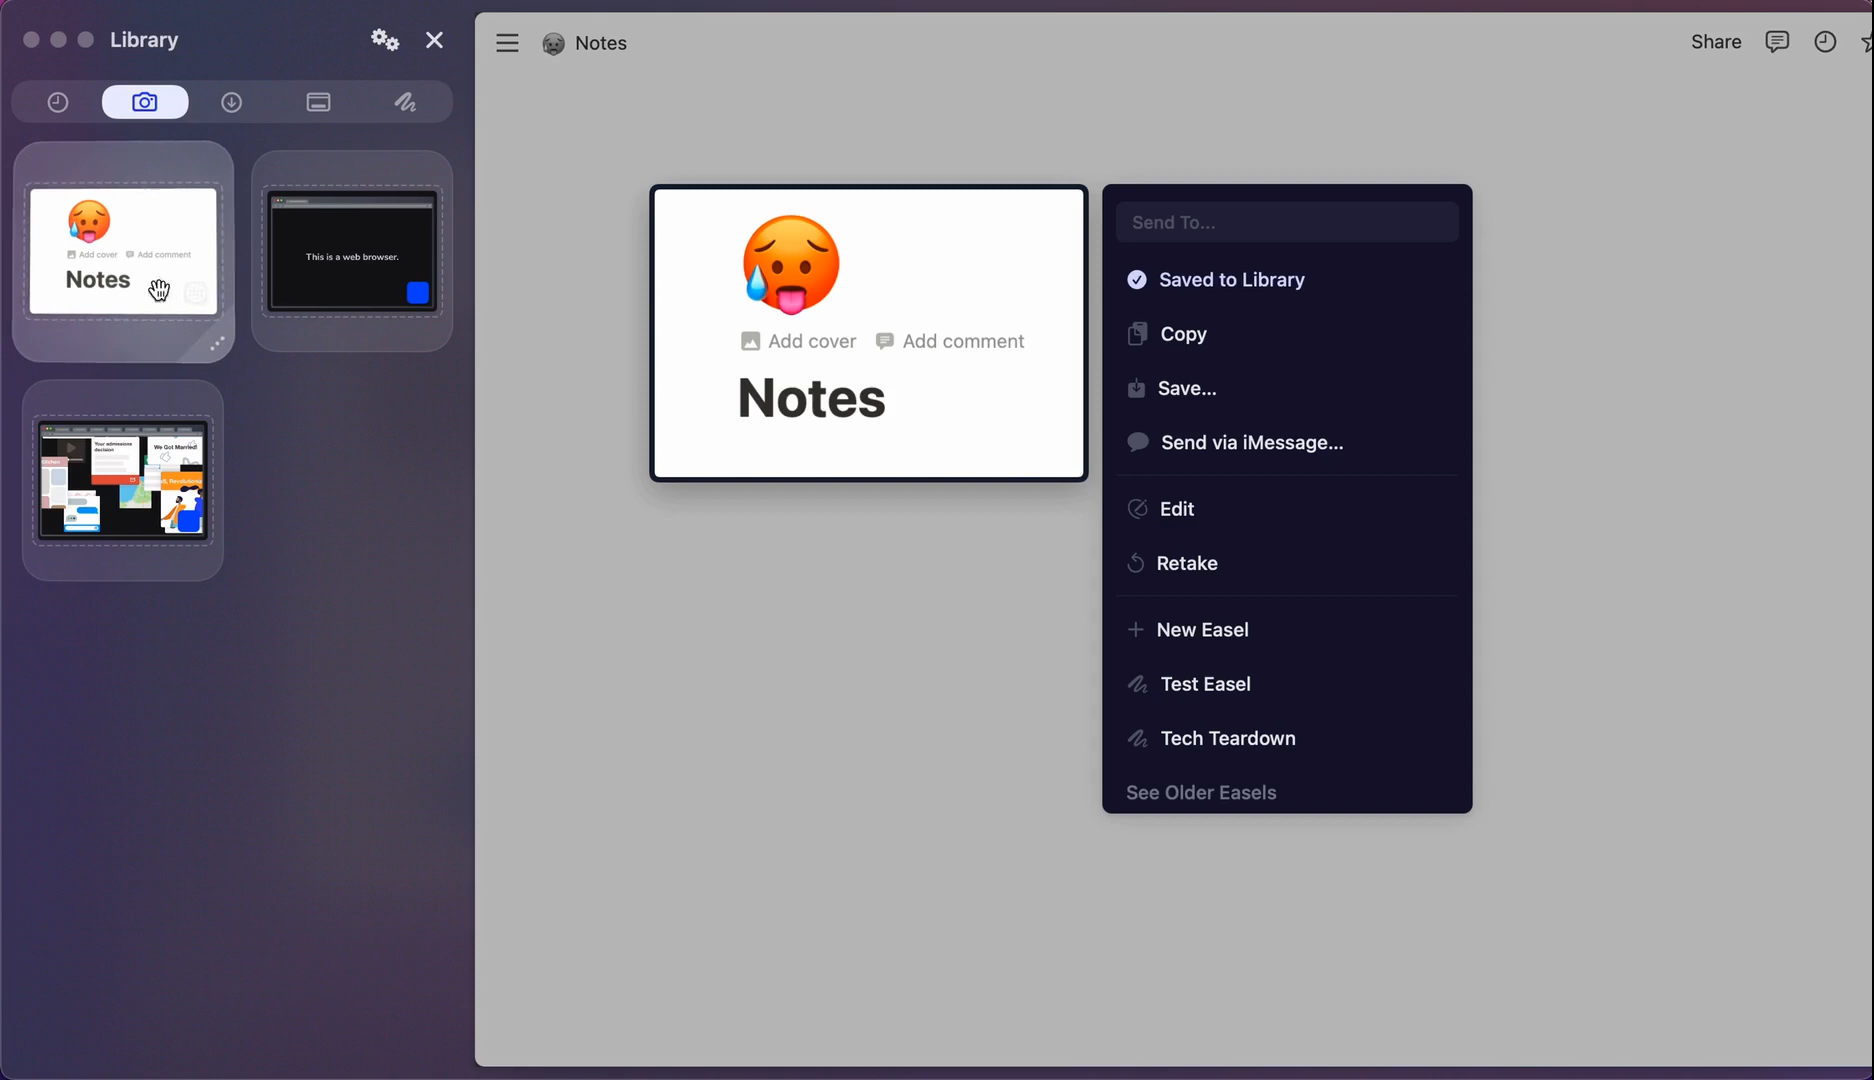 Library
Notes
Share
Add cover Add comment
Notes
This is a web browser.
Your admissions
decision
We Got Married!
Add cover Add comment
Notes
Send To...
Saved to Library
Copy
Save...
Send via iMessage...
Edit
Retake
New Easel
Test Easel
Tech Teardown
See Older Easels